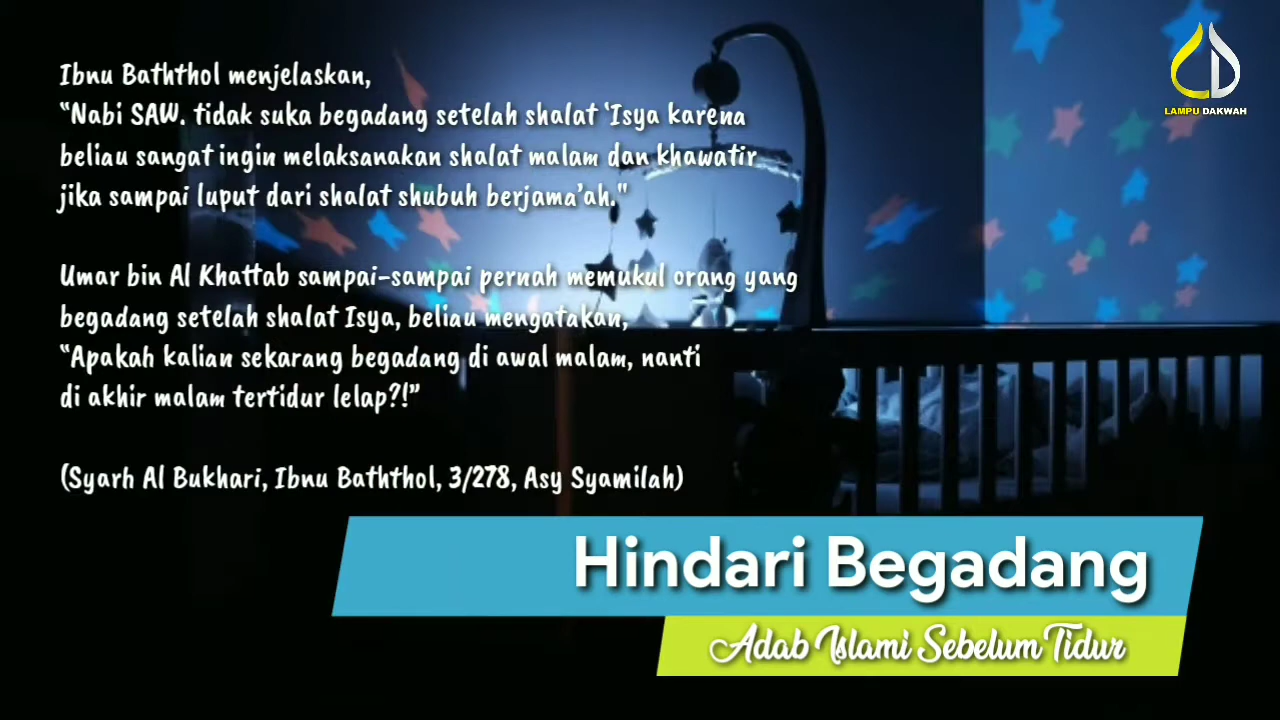 Ibnu Baththol menjelaskan,
"Nabi SAW. tidak suka begadang setelah shalat 'Isya karena
beliau sangat ingin melaksanakan shalat malam dan khawatir
jika sampai luput dari shalat shubuh berjama'ah."
Umar bin Al Khattab sampai-sampai pernah memukul orang yang
begadang setelah shalat Isya, beliau mengatakan,
"Apakah kalian sekarang begadang di awal malam, nanti
di akhir malam tertidur lelap?!"
(Syarh Al Bukhari, Ibnu Baththol, 3/278, Asy Syamilah)
LAMPU DAKWAH
Hindari Begadang
Adab Islami Sebelum Tidur